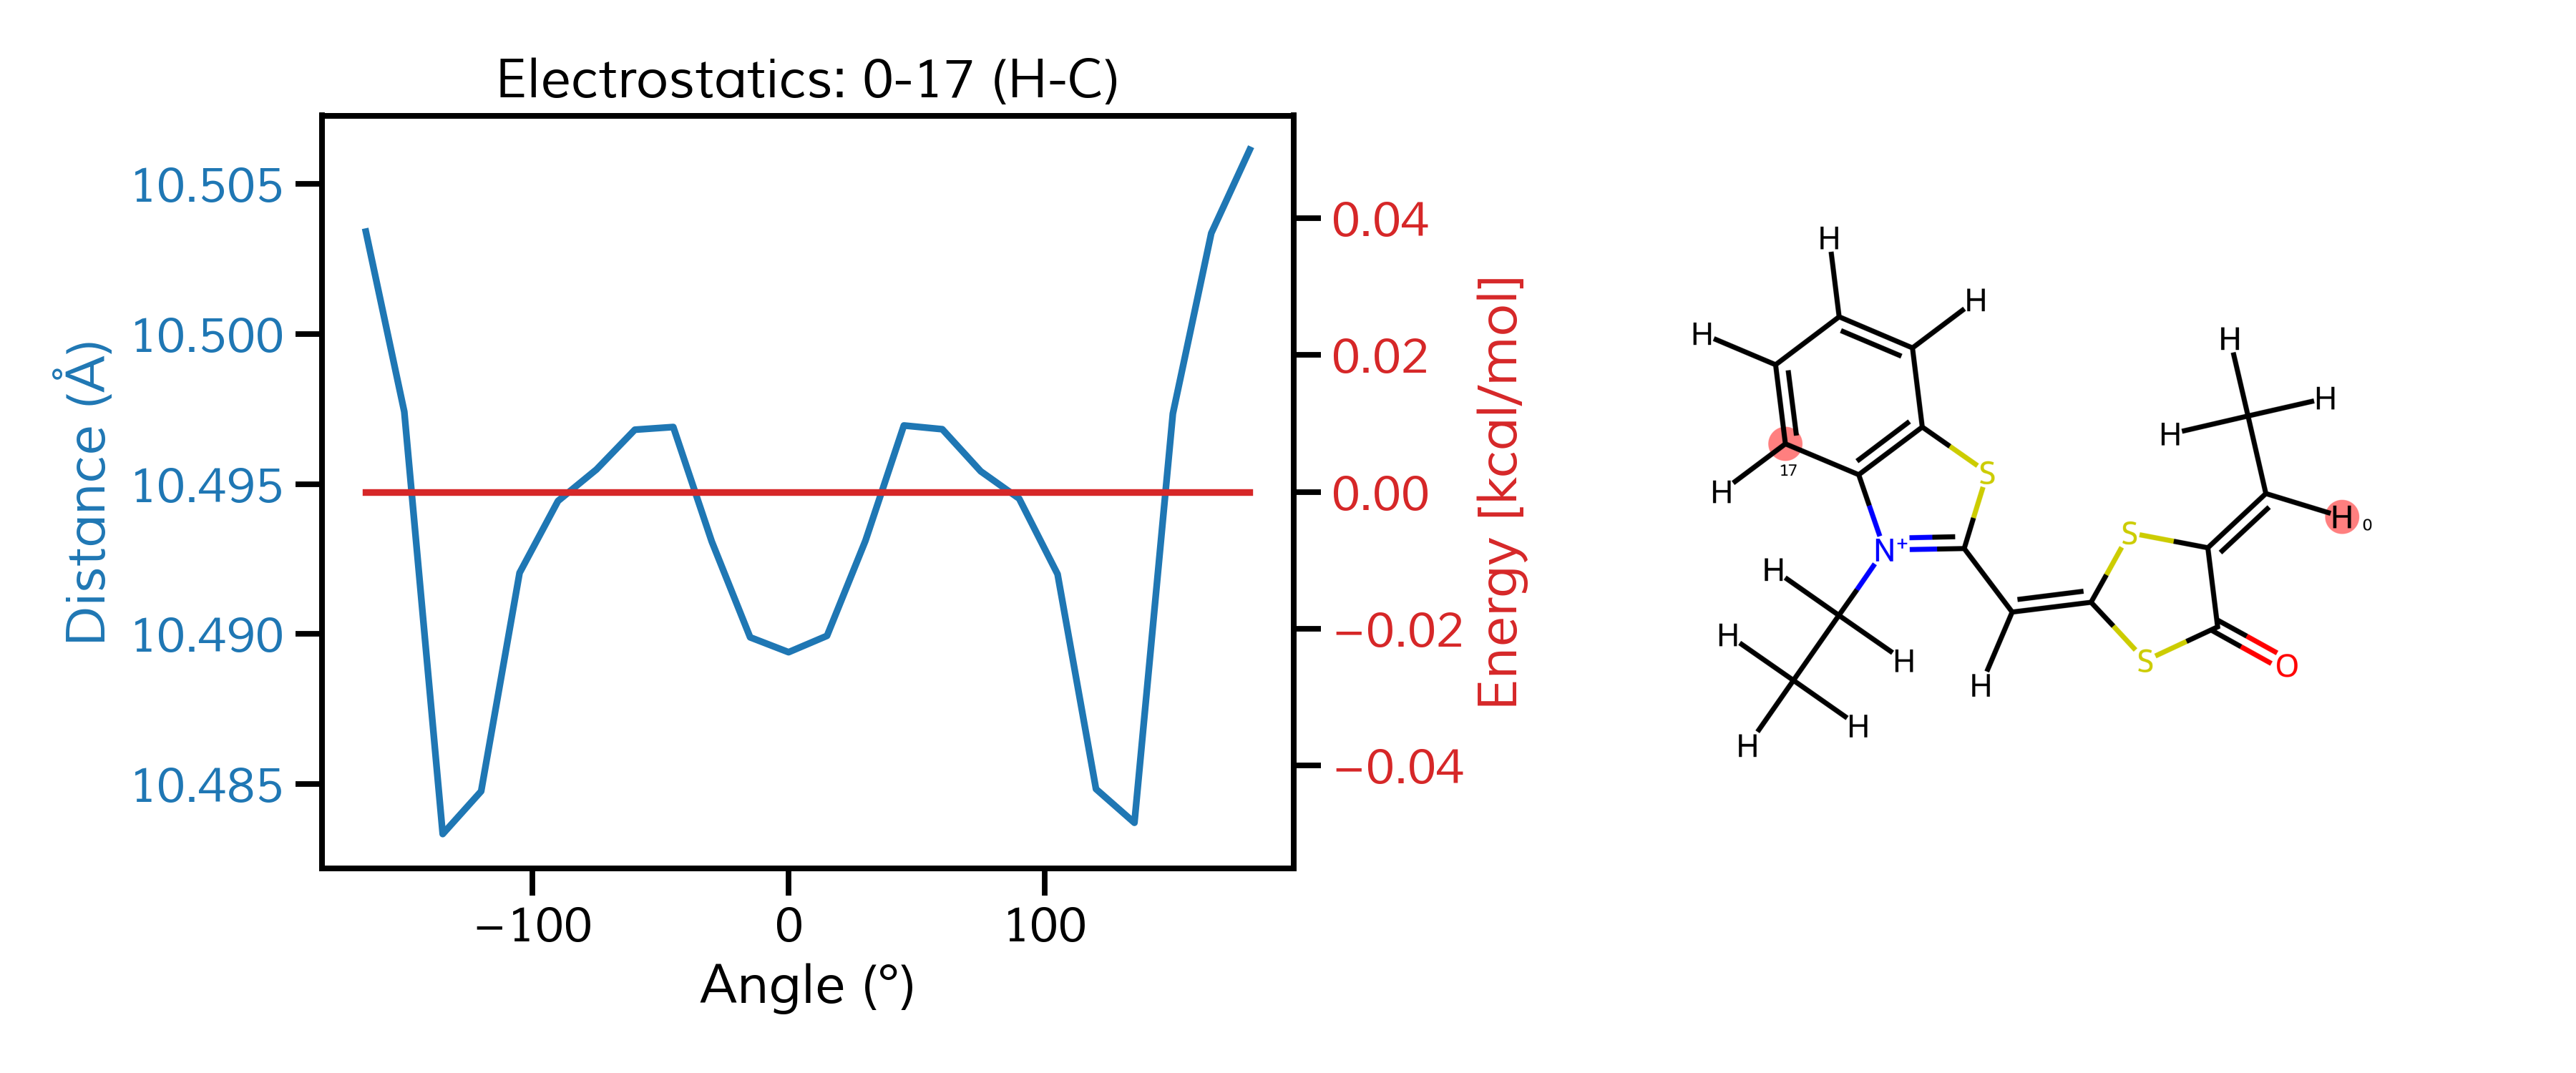 Electrostatics: 0-17 (H-C)
10.505
10.500
10.495
10.490
10.485
Distance (Å)
0.04
0.02
0.00
−0.02
−0.04
Energy [kcal/mol]
−100
0
100
Angle (°)
H
H
H
H
H
H
H
17
H
S
S
H
0
N⁺
H
H
H
S
O
H
H
H
H